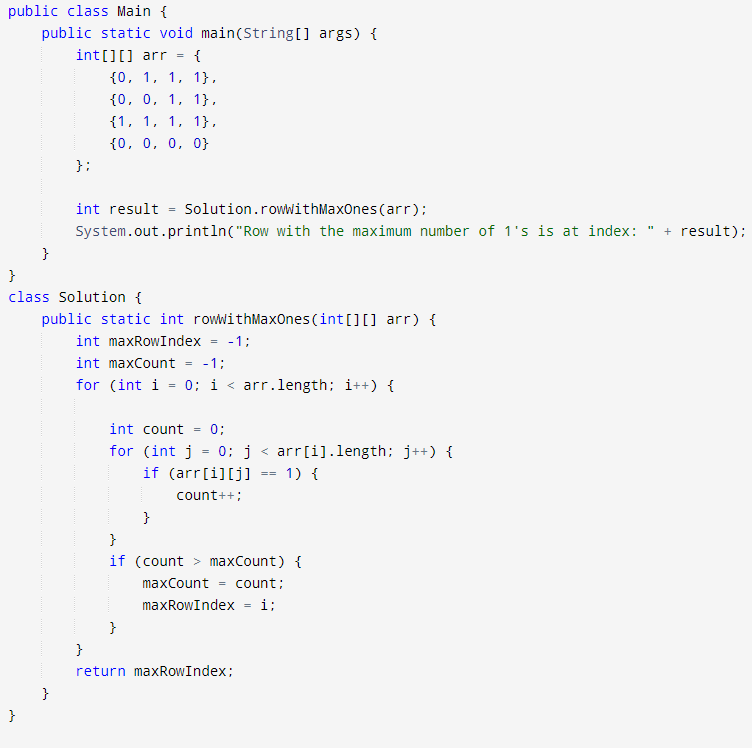 public class Main {
    public static void main(String[] args) {
        int[][] arr = {
            {0, 1, 1, 1},
            {0, 0, 1, 1},
            {1, 1, 1, 1},
            {0, 0, 0, 0}
        };

        int result = Solution.rowWithMaxOnes(arr);
        System.out.println("Row with the maximum number of 1's is at index: " + result);
    }
}
class Solution {
    public static int rowWithMaxOnes(int[][] arr) {
        int maxRowIndex = -1;
        int maxCount = -1;
        for (int i = 0; i < arr.length; i++) {

            int count = 0;
            for (int j = 0; j < arr[i].length; j++) {
                if (arr[i][j] == 1) {
                    count++;
                }
            }
            if (count > maxCount) {
                maxCount = count;
                maxRowIndex = i;
            }
        }
        return maxRowIndex;
    }
}